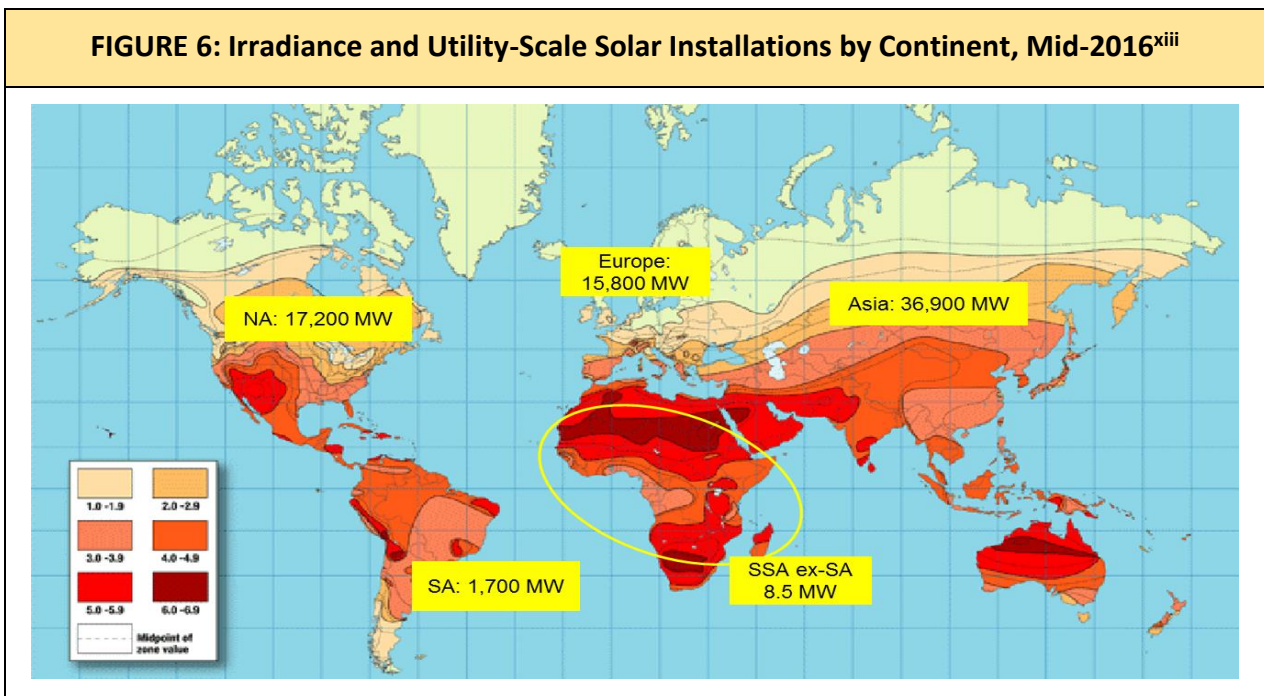 FIGURE 6: Irradiance and Utility-Scale Solar Installations by Continent, Mid-2016xiii
Europe:
15,800 MW
NA: 17,200 MW
Asia: 36,900 MW
SA: 1,700 MW
SSA ex-SA
8.5 MW
1.0 -1.9 2.0 -2.9
3.0 -3.9 4.0 -4.9
5.0 -5.9 6.0 -6.9
Midpoint of
zone value